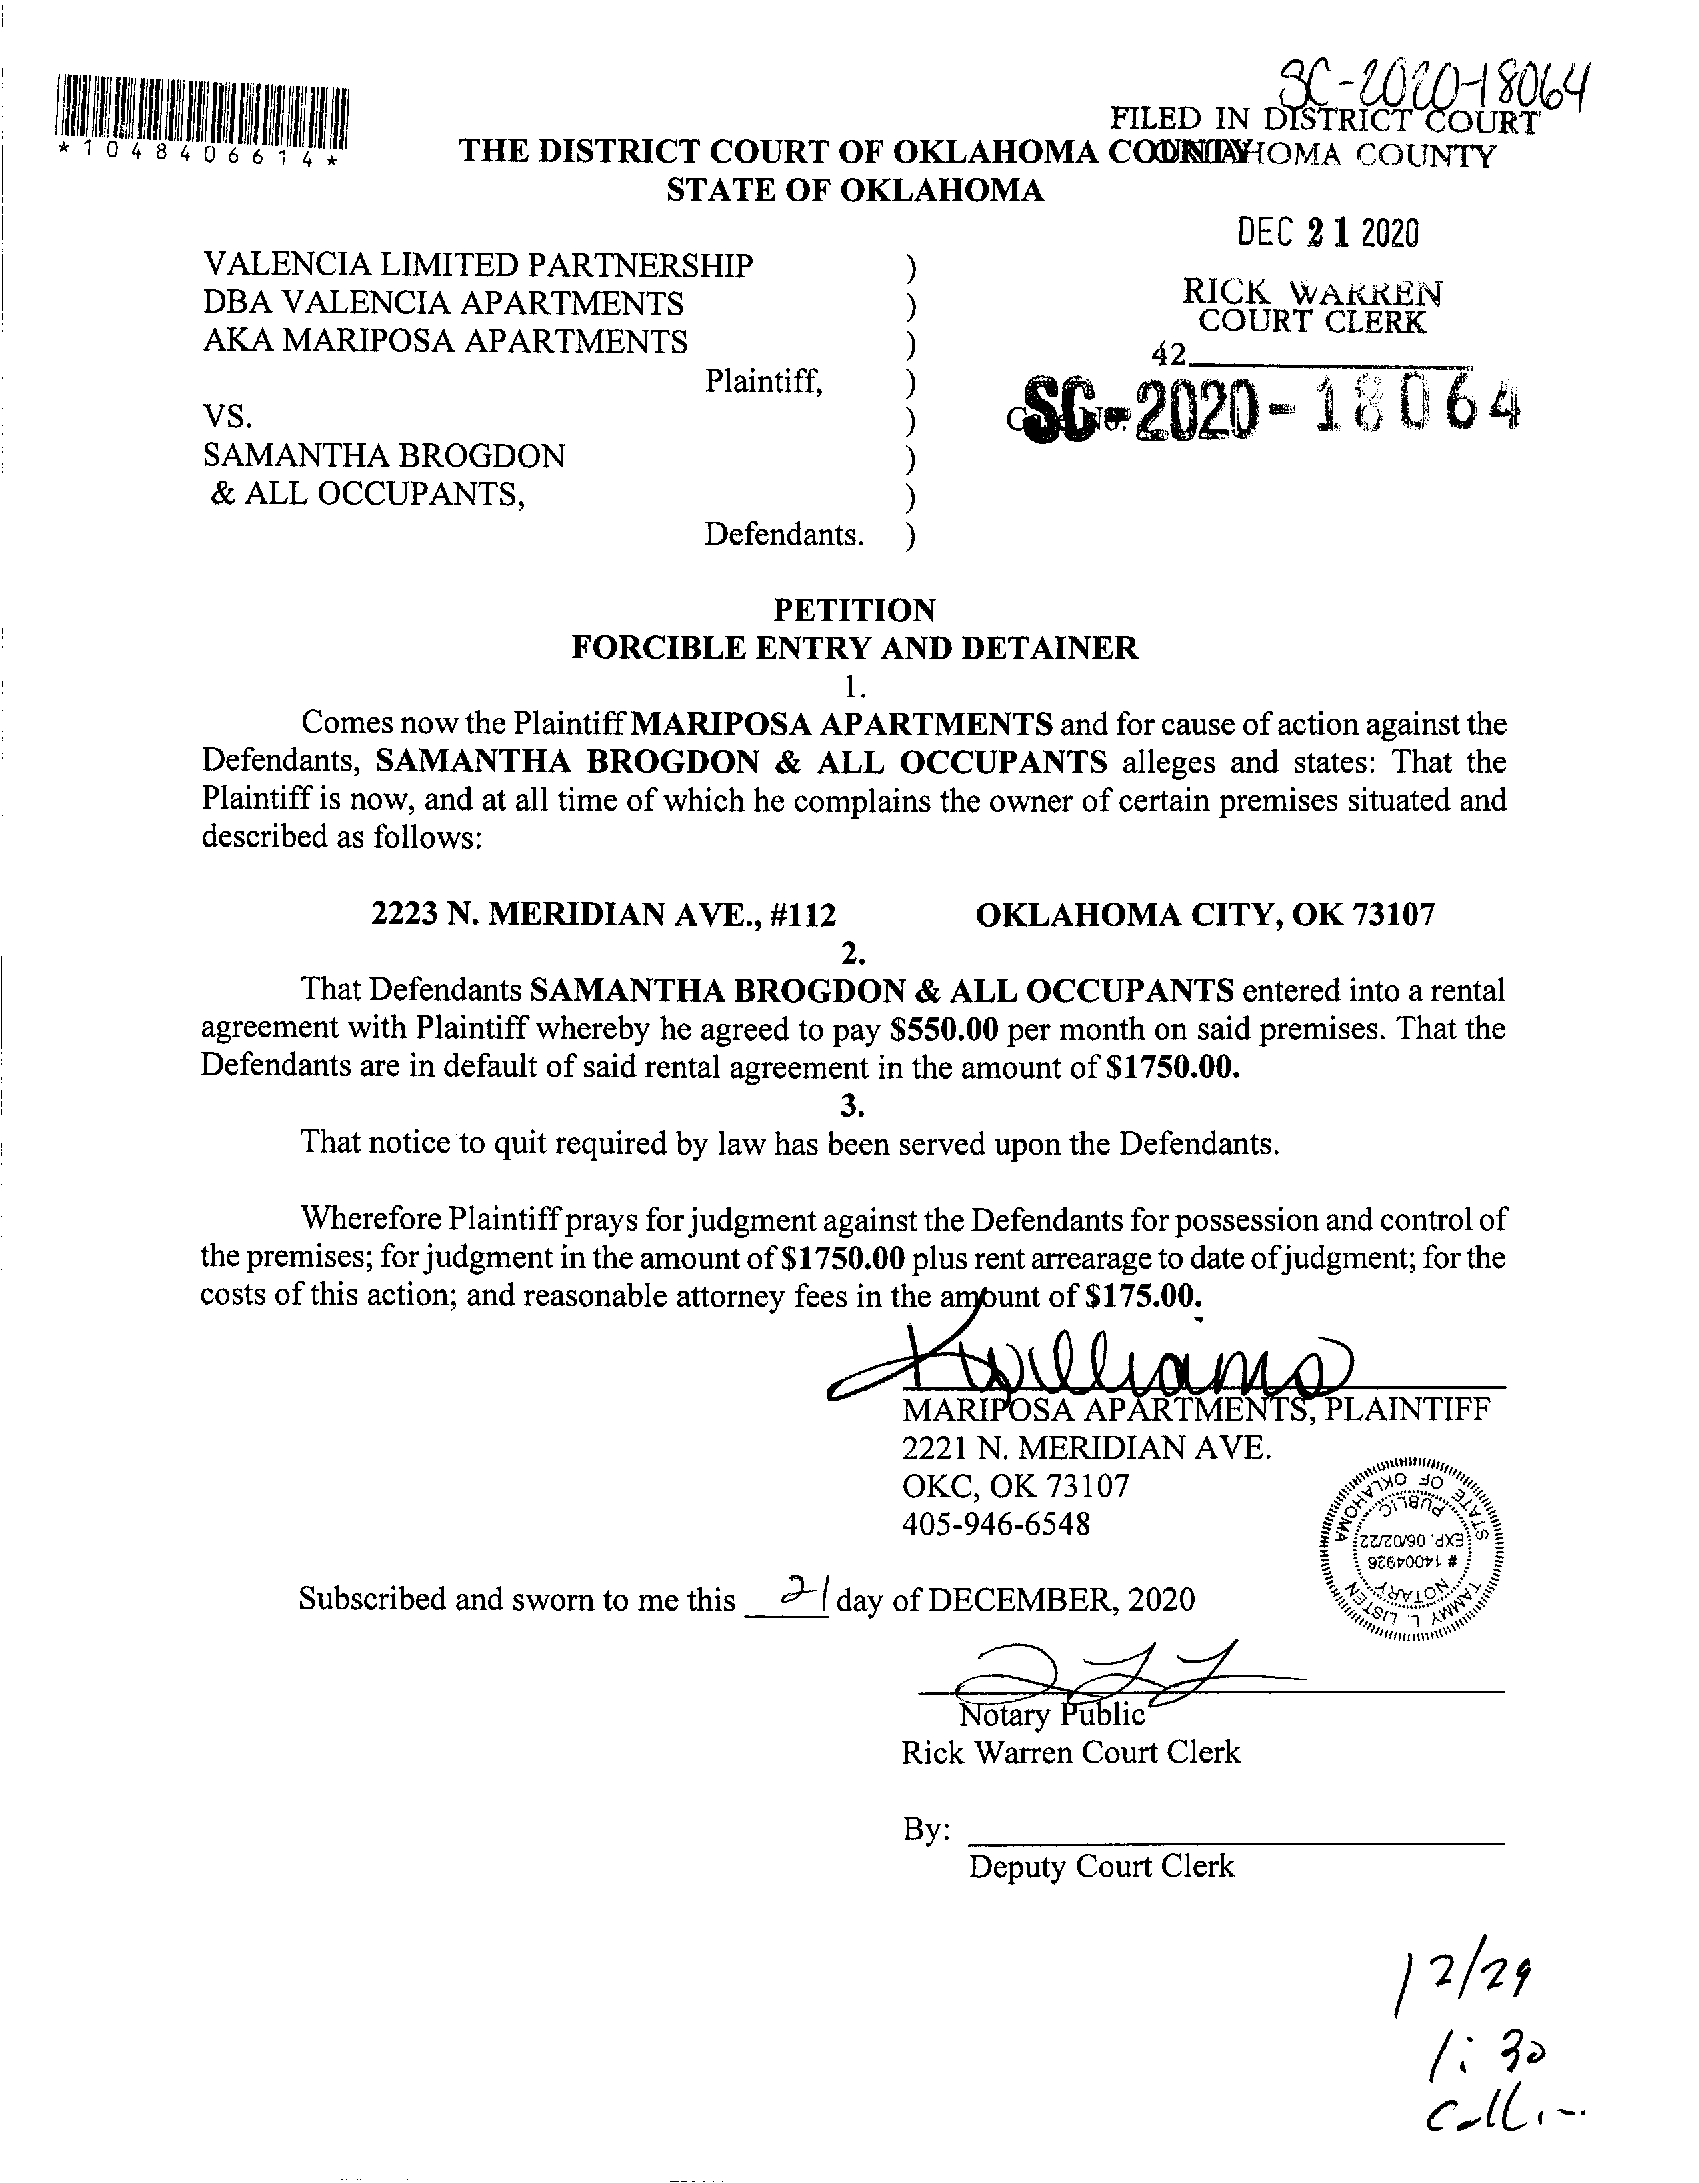 SC-2020-18064
FILED IN DISTRICT COURT
*1048406614*
THE DISTRICT COURT OF OKLAHOMA COUNTY
OKLAHOMA COUNTY
STATE OF OKLAHOMA
DEC 21 2020
VALENCIA LIMITED PARTNERSHIP )
DBA VALENCIA APARTMENTS )
AKA MARIPOSA APARTMENTS )
RICK WARREN
COURT CLERK
42
Plaintiff, )
SC-2020-18064
VS. )
SAMANTHA BROGDON )
& ALL OCCUPANTS, )
Defendants. )
PETITION
FORCIBLE ENTRY AND DETAINER
1.
Comes now the Plaintiff MARIPOSA APARTMENTS and for cause of action against the
Defendants, SAMANTHA BROGDON & ALL OCCUPANTS alleges and states: That the
Plaintiff is now, and at all time of which he complains the owner of certain premises situated and
described as follows:
2223 N. MERIDIAN AVE., #112 OKLAHOMA CITY, OK 73107
2.
That Defendants SAMANTHA BROGDON & ALL OCCUPANTS entered into a rental
agreement with Plaintiff whereby he agreed to pay $550.00 per month on said premises. That the
Defendants are in default of said rental agreement in the amount of $1750.00.
3.
That notice to quit required by law has been served upon the Defendants.
Wherefore Plaintiff prays for judgment against the Defendants for possession and control of
the premises; for judgment in the amount of $1750.00 plus rent arrearage to date of judgment; for the
costs of this action; and reasonable attorney fees in the amount of $175.00.
KWilliams
MARIPOSA APARTMENTS, PLAINTIFF
2221 N. MERIDIAN AVE.
OKC, OK 73107
405-946-6548
TAMMY L. LISTEN
NOTARY
# 14004926
EXP. 06/02/22
PUBLIC
STATE OF OKLAHOMA
Subscribed and sworn to me this 21 day of DECEMBER, 2020
Notary Public
Rick Warren Court Clerk
By:
Deputy Court Clerk
12/29
1:30